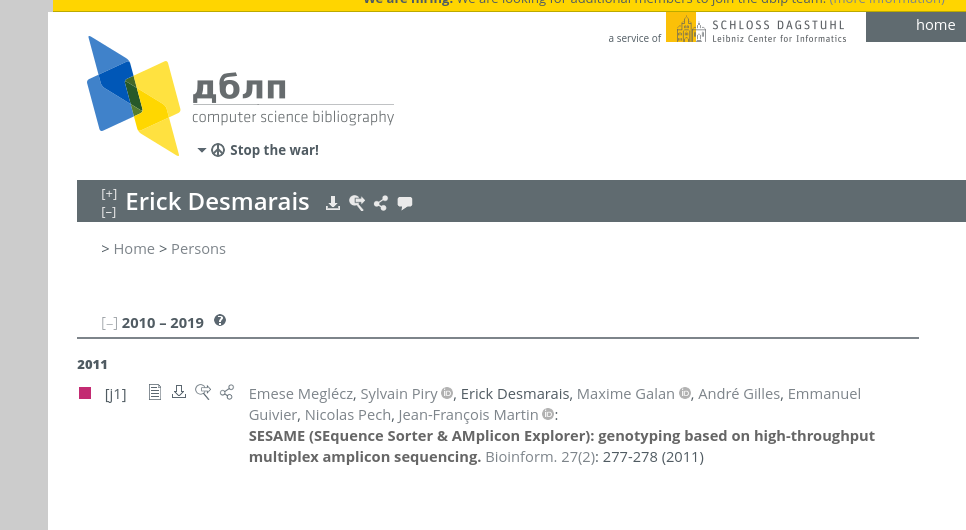 We are hiring! We are looking for additional members to join the dblp team. (more information)
a service of SCHLOSS DAGSTUHL home
Leibniz Center for Informatics
дблп
computer science bibliography
Stop the war!
[+]
[–] Erick Desmarais
> Home > Persons
[–] 2010 – 2019 ?
2011
[j1] Emese Meglécz, Sylvain Piry iD, Erick Desmarais, Maxime Galan iD, André Gilles, Emmanuel
Guivier, Nicolas Pech, Jean-François Martin iD:
SESAME (SEquence Sorter & AMplicon Explorer): genotyping based on high-throughput
multiplex amplicon sequencing. Bioinform. 27(2): 277-278 (2011)